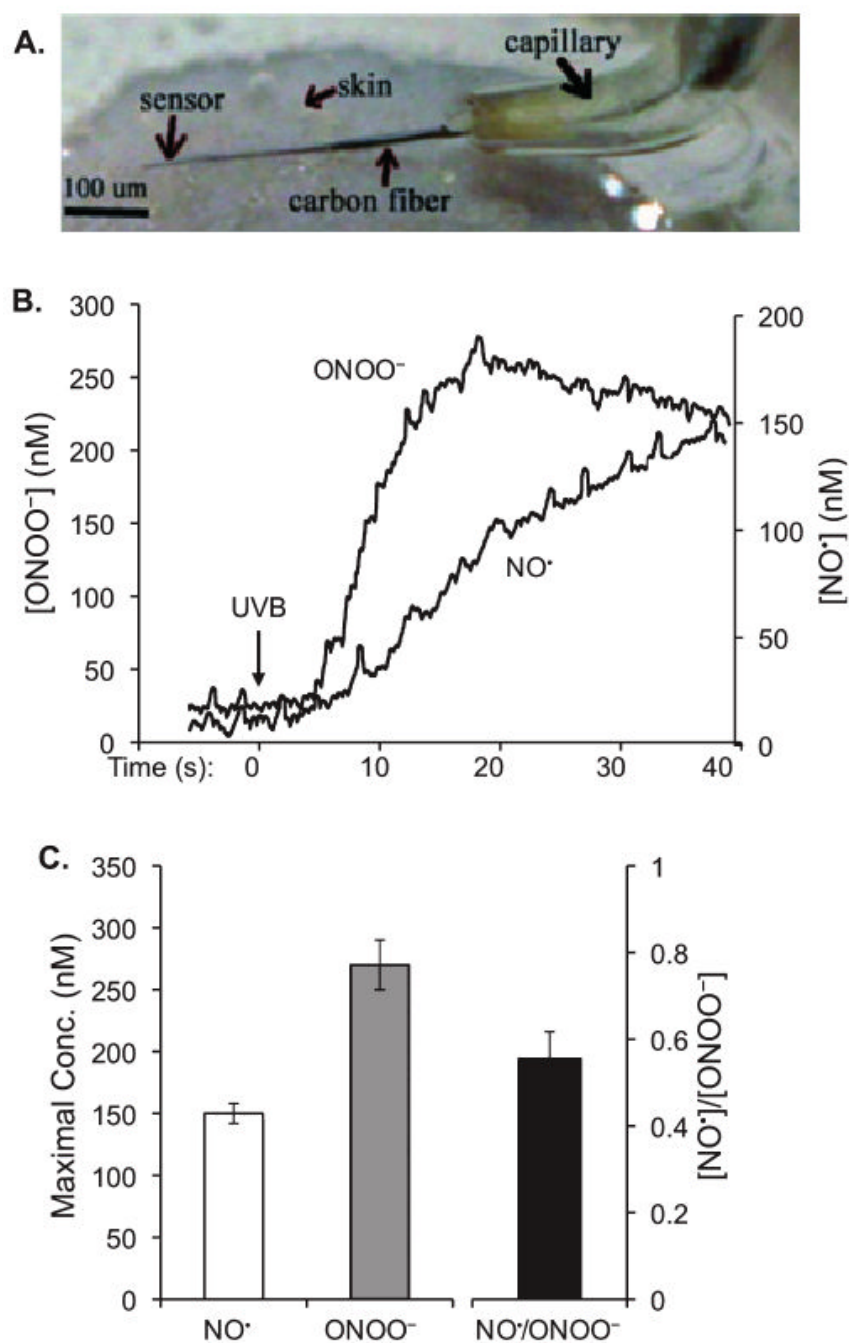 A.
capillary
skin
sensor
100 um
carbon fiber
B.
[ONOO⁻] (nM)
300
250
200
150
100
50
0
ONOO⁻
NO•
UVB
200
150
100
50
0
[NO•] (nM)
Time (s): 0 10 20 30 40
C.
Maximal Conc. (nM)
350
300
250
200
150
100
50
0
1
0.8
0.6
0.4
0.2
0
[NO•]/[ONOO⁻]
NO• ONOO⁻ NO•/ONOO⁻